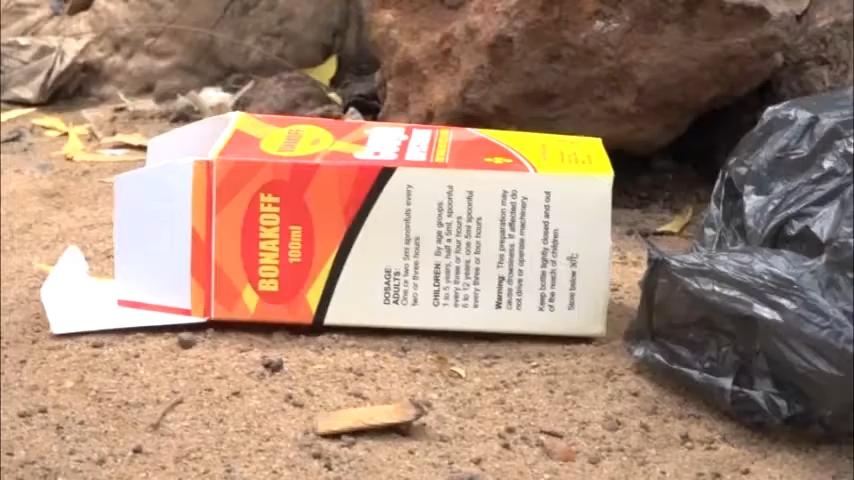 BONAKOFF
100ml
DOSAGE:
ADULTS:
One or two 5ml spoonfuls every
two or three hours.
CHILDREN: By age groups.
1 to 5 years, half a 5ml, spoonful
every three or four hours.
6 to 12 years, one 5ml spoonful
every three or four hours.
Warning: This preparation may
cause drowsiness. If affected do
not drive or operate machinery.
Keep bottle tightly closed and out
of the reach of children.
Store below 30°C